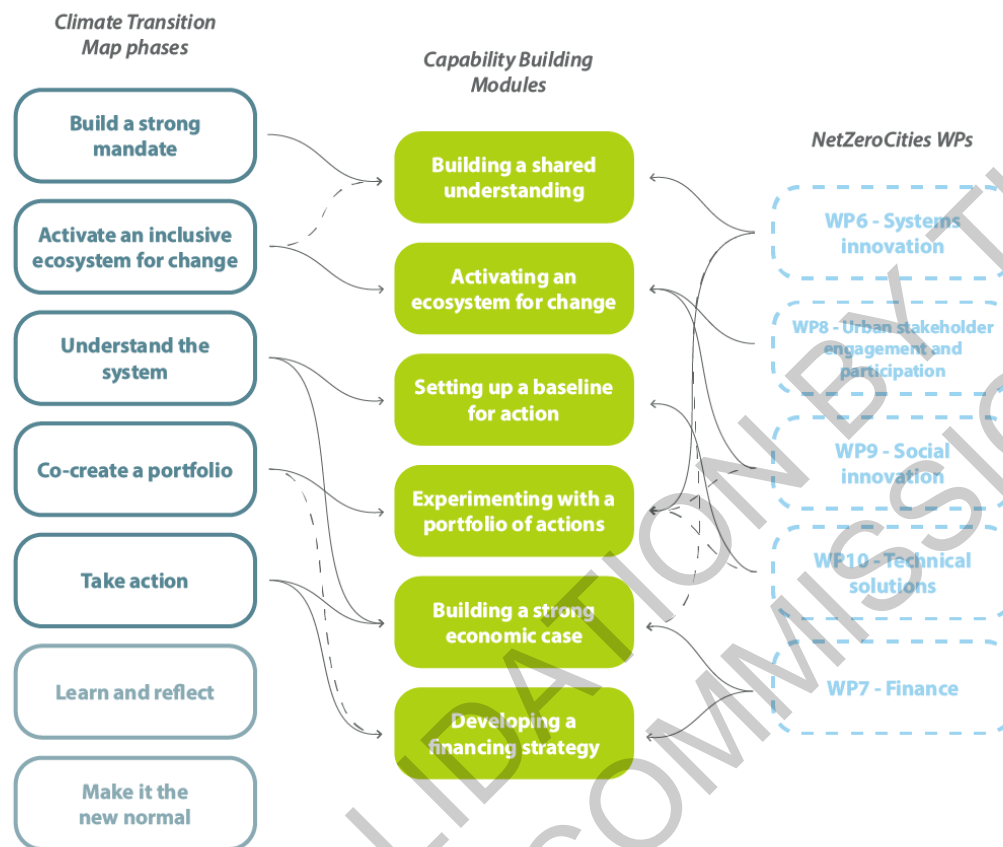 Climate Transition
Map phases
Build a strong
mandate
Activate an inclusive
ecosystem for change
Understand the
system
Co-create a portfolio
Take action
Learn and reflect
Make it the
new normal
Capability Building
Modules
Building a shared
understanding
Activating an
ecosystem for change
Setting up a baseline
for action
Experimenting with a
portfolio of actions
Building a strong
economic case
Developing a
financing strategy
NetZeroCities WPs
WP6 - Systems
innovation
WP8 - Urban stakeholder
engagement and
participation
WP9 - Social
innovation
WP10 - Technical
solutions
WP7 - Finance
LIDATION BY T
COMMISSIO